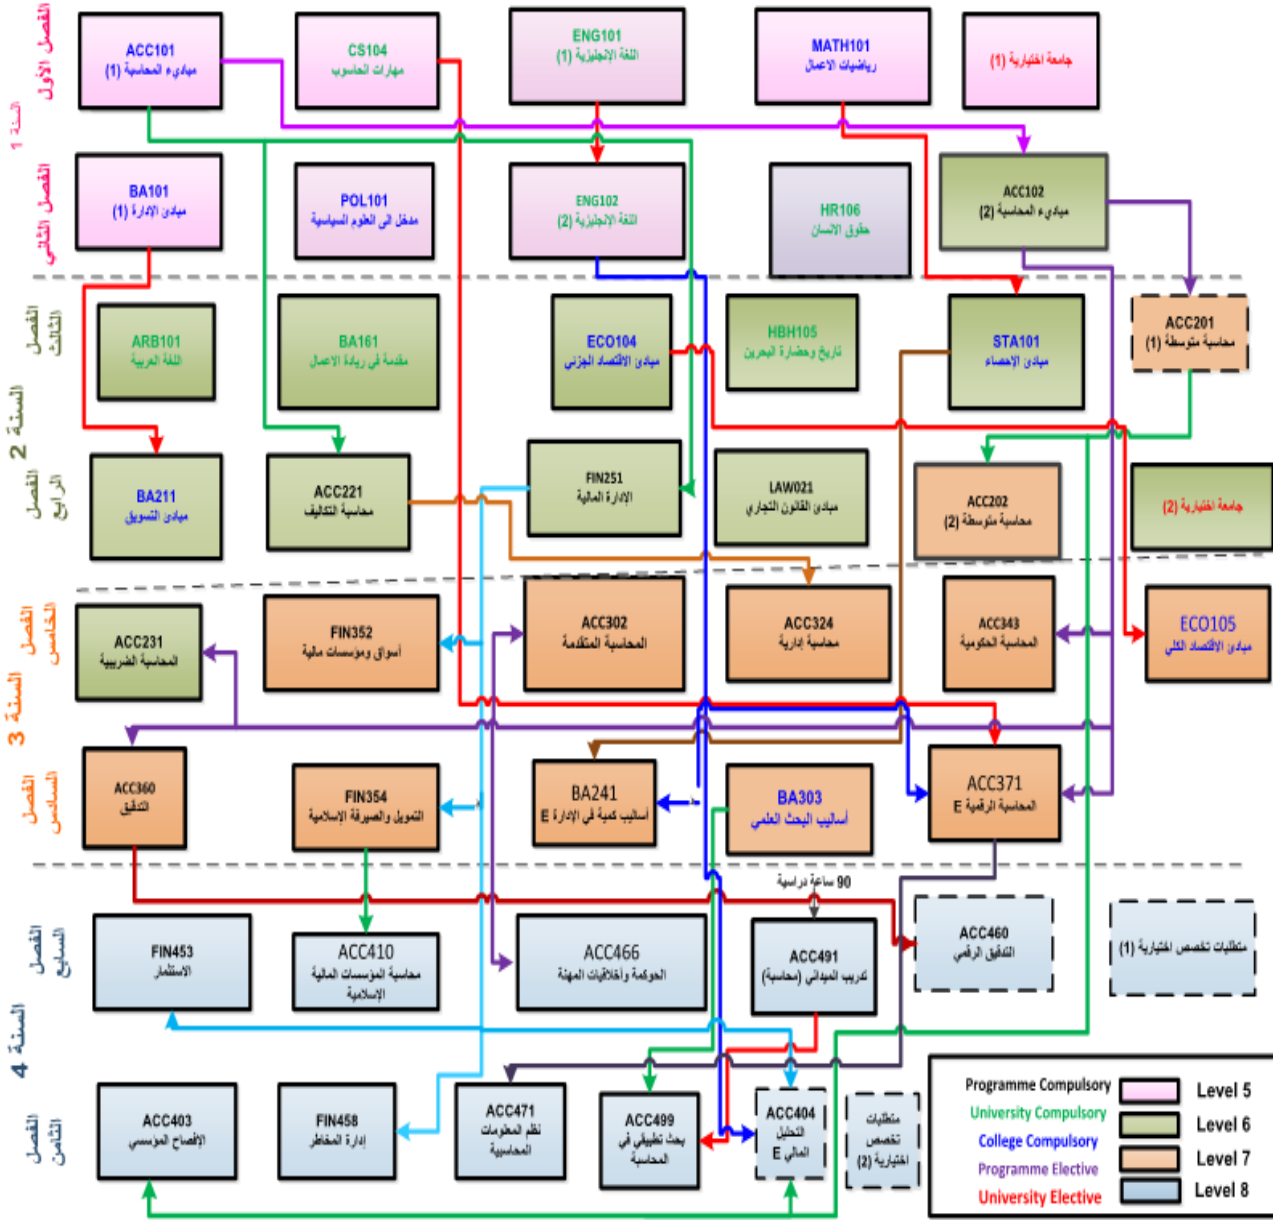 السنة 1
الفصل الأول
ACC101
مباديء المحاسبة (1)
CS104
مهارات الحاسوب
ENG101
اللغة الإنجليزية (1)
MATH101
رياضيات الاعمال
جامعة اختيارية (1)
الفصل الثاني
BA101
مبادئ الإدارة (1)
POL101
مدخل الى العلوم السياسية
ENG102
اللغة الإنجليزية (2)
HR106
حقوق الانسان
ACC102
مباديء المحاسبة (2)
السنة 2
الفصل الثالث
ARB101
اللغة العربية
BA161
مقدمة في ريادة الاعمال
ECO104
مبادئ الاقتصاد الجزئي
HBH105
تاريخ وحضارة البحرين
STA101
مبادئ الإحصاء
ACC201
محاسبة متوسطة (1)
الفصل الرابع
BA211
مبادئ التسويق
ACC221
محاسبة التكاليف
FIN251
الإدارة المالية
LAW021
مبادئ القانون التجاري
ACC202
محاسبة متوسطة (2)
جامعة اختيارية (2)
السنة 3
الفصل الخامس
ACC231
المحاسبة الضريبية
FIN352
أسواق ومؤسسات مالية
ACC302
المحاسبة المتقدمة
ACC324
محاسبة إدارية
ACC343
المحاسبة الحكومية
ECO105
مبادئ الاقتصاد الكلي
الفصل السادس
ACC360
التدقيق
FIN354
التمويل والصيرفة الإسلامية
BA241
أساليب كمية في الإدارة E
BA303
أساليب البحث العلمي
ACC371
المحاسبة الرقمية E
السنة 4
الفصل السابع
90 ساعة دراسية
FIN453
الاستثمار
ACC410
محاسبة المؤسسات المالية
الإسلامية
ACC466
الحوكمة وأخلاقيات المهنة
ACC491
تدريب الميداني (محاسبة)
ACC460
التدقيق الرقمي
متطلبات تخصص اختيارية (1)
الفصل الثامن
ACC403
الإفصاح المؤسسي
FIN458
إدارة المخاطر
ACC471
نظم المعلومات
المحاسبية
ACC499
بحث تطبيقي في
المحاسبة
ACC404
التحليل
المالي E
متطلبات
تخصص
اختيارية (2)
Programme Compulsory
University Compulsory
College Compulsory
Programme Elective
University Elective
Level 5
Level 6
Level 7
Level 8